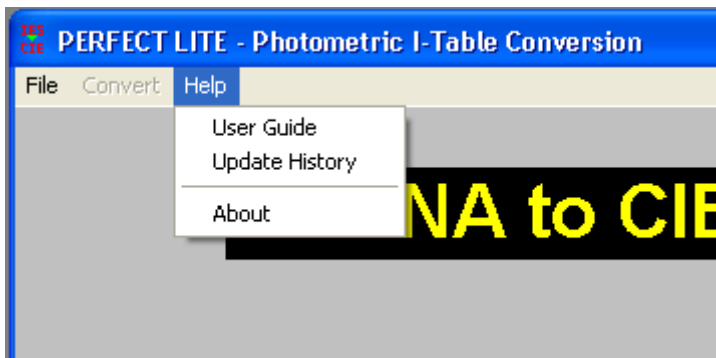 IES
CIE
PERFECT LITE - Photometric I-Table Conversion
File Convert Help
User Guide
Update History
About
NA to CIE